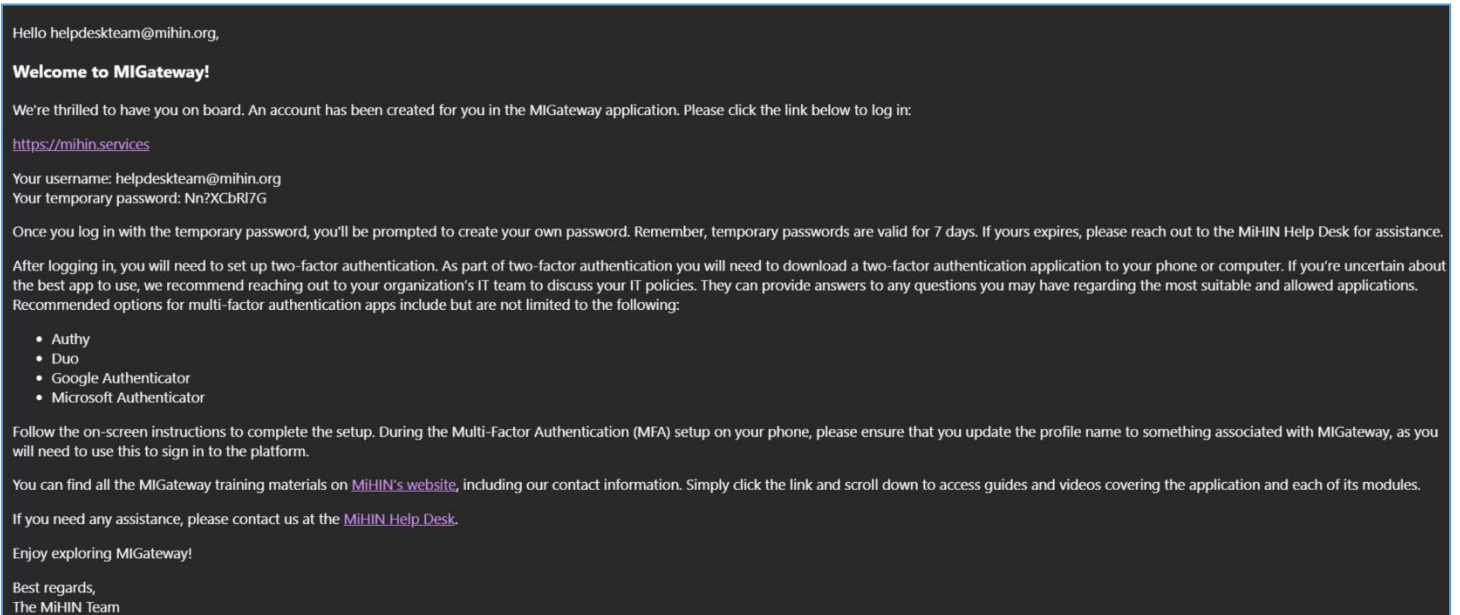 Hello helpdeskteam@mihin.org,
Welcome to MIGateway!
We're thrilled to have you on board. An account has been created for you in the MIGateway application. Please click the link below to log in:
https://mihin.services
Your username: helpdeskteam@mihin.org
Your temporary password: Nn?XCbRl7G
Once you log in with the temporary password, you'll be prompted to create your own password. Remember, temporary passwords are valid for 7 days. If yours expires, please reach out to the MiHIN Help Desk for assistance.
After logging in, you will need to set up two-factor authentication. As part of two-factor authentication you will need to download a two-factor authentication application to your phone or computer. If you're uncertain about
the best app to use, we recommend reaching out to your organization's IT team to discuss your IT policies. They can provide answers to any questions you may have regarding the most suitable and allowed applications.
Recommended options for multi-factor authentication apps include but are not limited to the following:
• Authy
• Duo
• Google Authenticator
• Microsoft Authenticator
Follow the on-screen instructions to complete the setup. During the Multi-Factor Authentication (MFA) setup on your phone, please ensure that you update the profile name to something associated with MIGateway, as you
will need to use this to sign in to the platform.
You can find all the MIGateway training materials on MiHIN's website, including our contact information. Simply click the link and scroll down to access guides and videos covering the application and each of its modules.
If you need any assistance, please contact us at the MiHIN Help Desk.
Enjoy exploring MIGateway!
Best regards,
The MiHIN Team